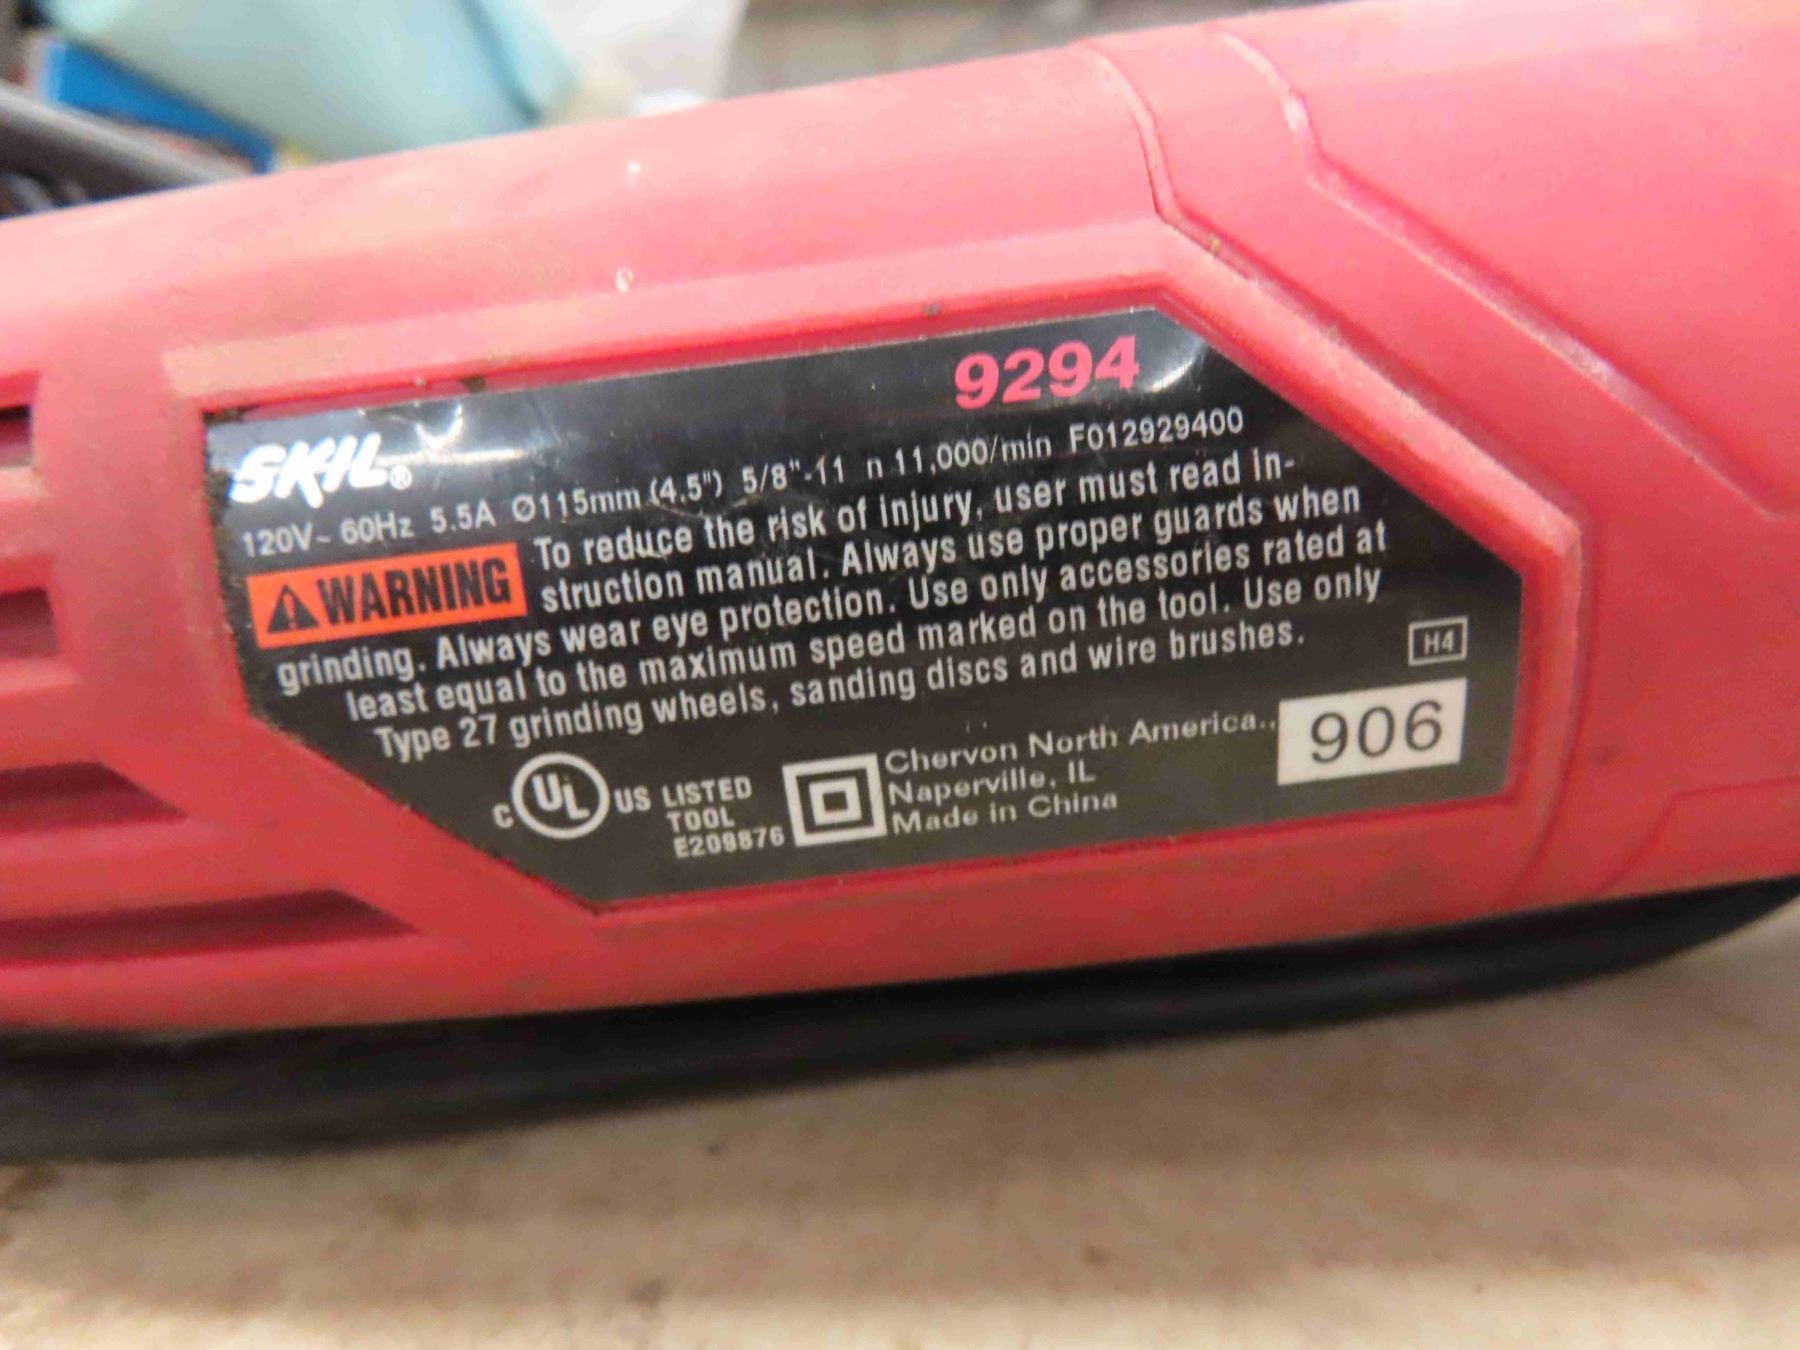 9294
SKIL®
120V~ 60Hz 5.5A Ø115mm (4.5") 5/8"-11 n 11,000/min F012929400
WARNING To reduce the risk of injury, user must read in-
struction manual. Always use proper guards when
grinding. Always wear eye protection. Use only accessories rated at
least equal to the maximum speed marked on the tool. Use only
Type 27 grinding wheels, sanding discs and wire brushes.
H4
906
C UL US LISTED
TOOL
E209876
Chervon North America.,
Naperville, IL
Made in China